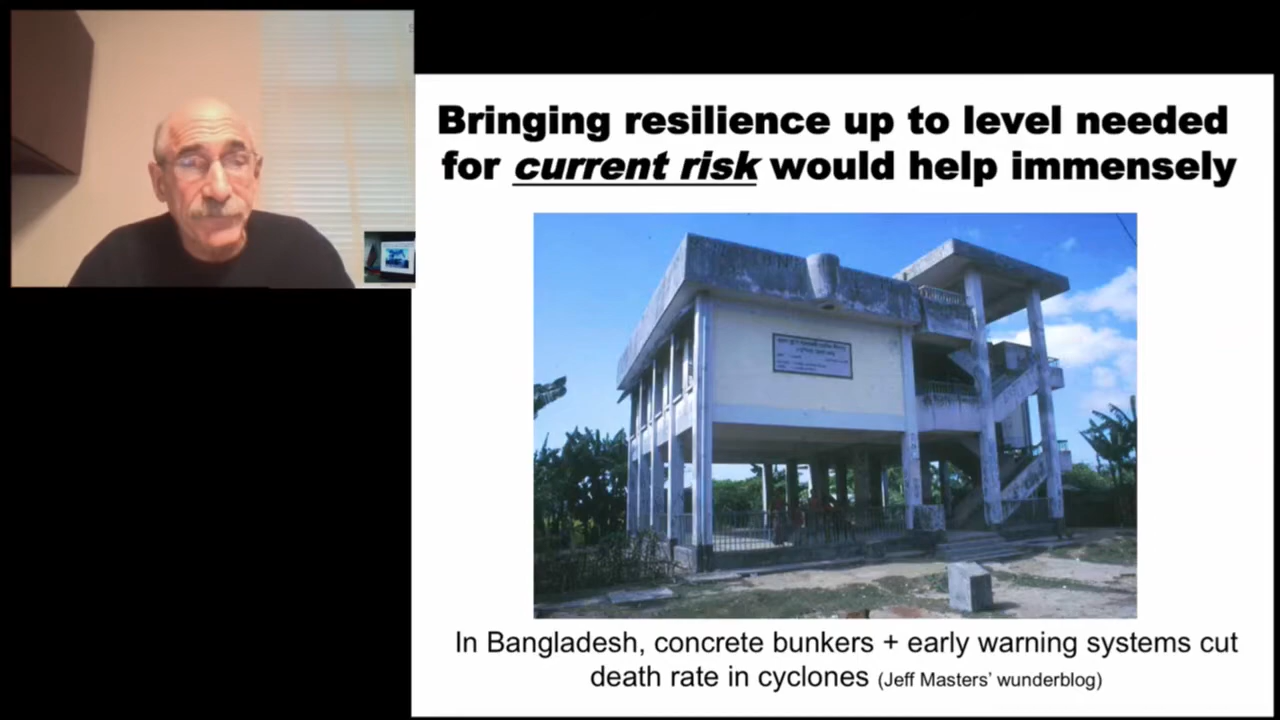 Bringing resilience up to level needed
for current risk would help immensely
In Bangladesh, concrete bunkers + early warning systems cut
death rate in cyclones (Jeff Masters' wunderblog)